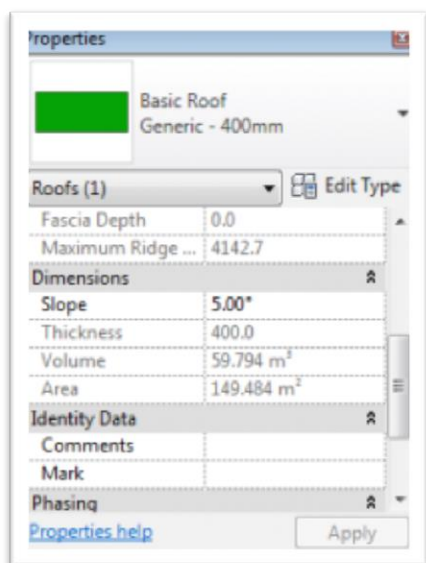 Properties
Basic Roof
Generic - 400mm
Roofs (1) Edit Type
Fascia Depth 0.0
Maximum Ridge ... 4142.7
Dimensions
Slope 5.00°
Thickness 400.0
Volume 59.794 m³
Area 149.484 m²
Identity Data
Comments
Mark
Phasing
Properties help Apply